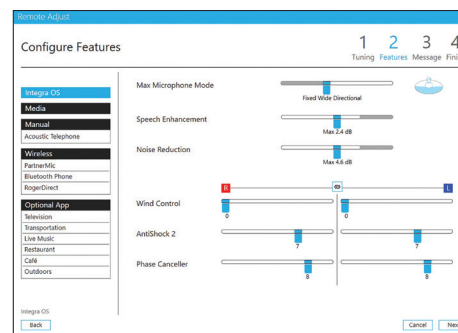 Remote Adjust
Configure Features
1 2 3 4
Tuning Features Message
Integra OS
Media
Manual
Acoustic Telephone
Wireless
PartnerMic
Bluetooth Phone
RogerDirect
Optional App
Television
Transportation
Live Music
Restaurant
Café
Outdoors
Max Microphone Mode
Fixed Wide Directional
Speech Enhancement
Max 2.4 dB
Noise Reduction
Max 4.6 dB
R L
Wind Control
0 0
AntiShock 2
7 7
Phase Canceller
8 8
Integra OS
Back Cancel